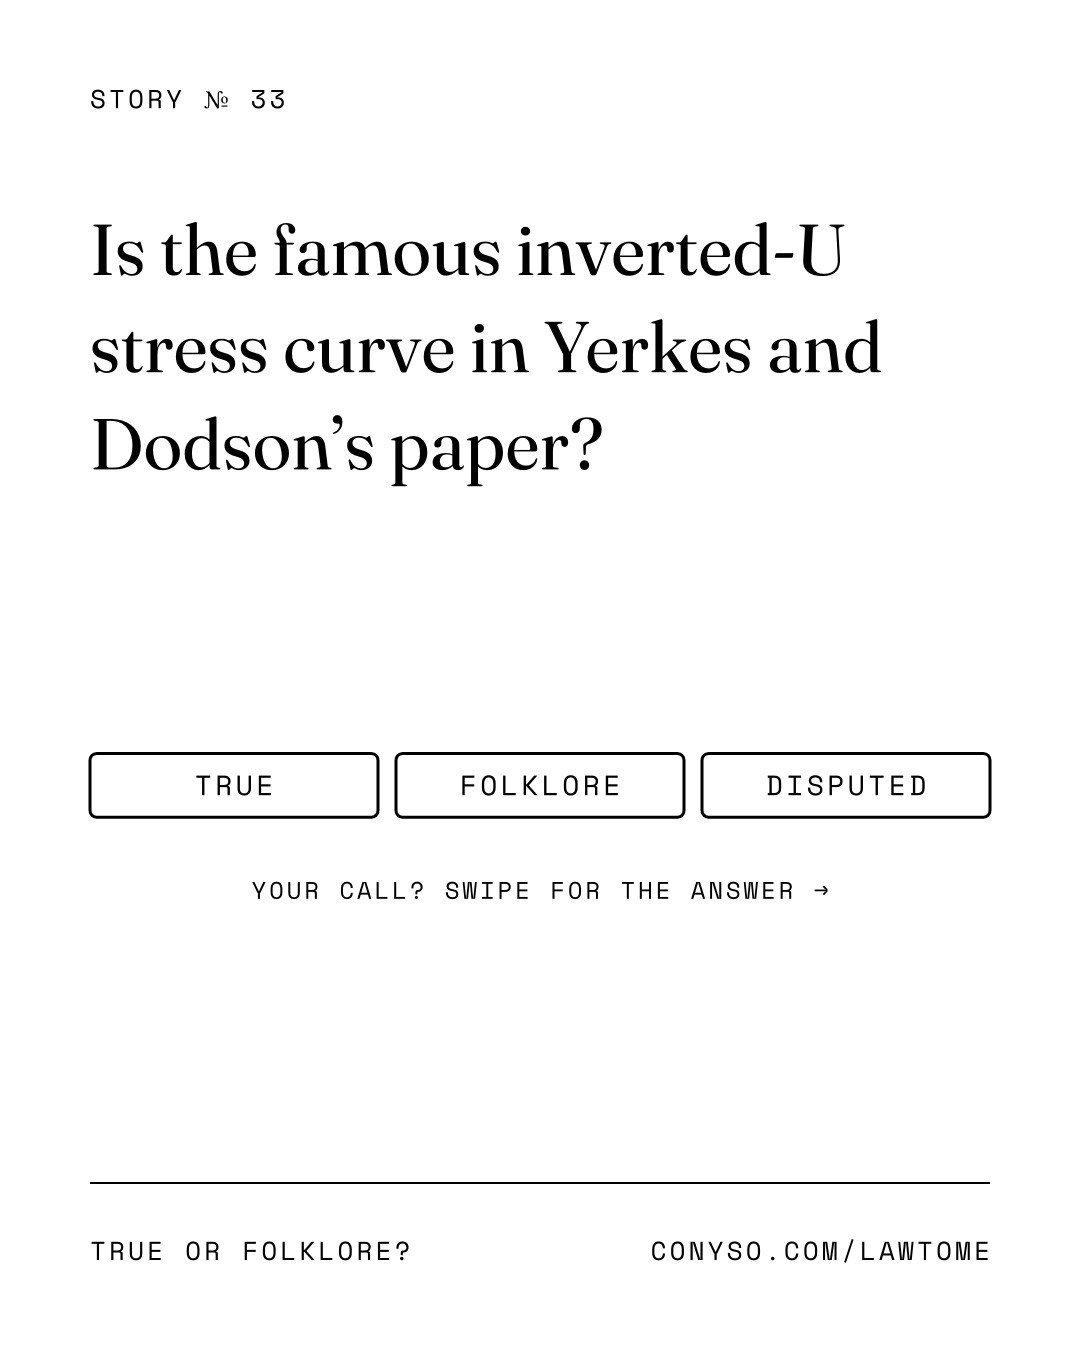 STORY № 33
Is the famous inverted-U
stress curve in Yerkes and
Dodson’s paper?
TRUE
FOLKLORE
DISPUTED
YOUR CALL? SWIPE FOR THE ANSWER →
TRUE OR FOLKLORE?
CONYSO.COM/LAWTOME